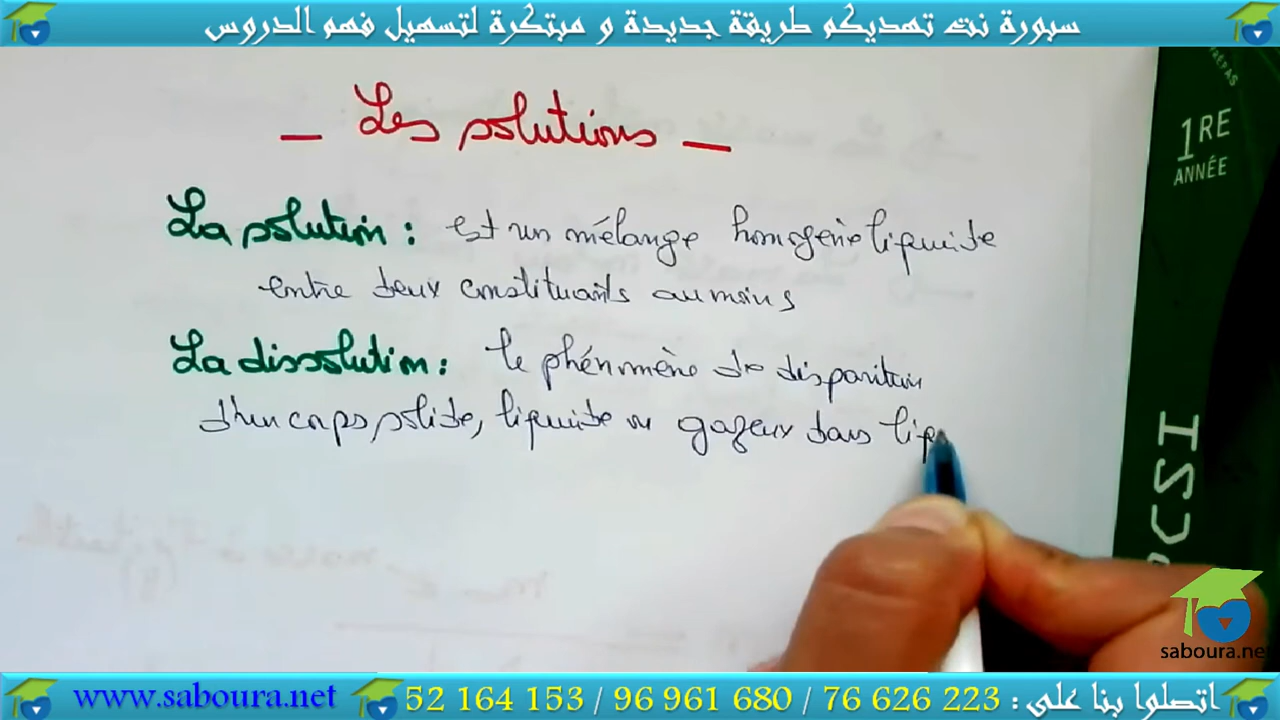 سبورة نت تهديكم طريقة جديدة و مبتكرة لتسهيل فهم الدروس
PRÉPAS
1RE
ANNÉE
_ Les solutions _
La solution : est un mélange homogène liquide
entre deux constituants au moins
La dissolution : le phénomène de disparition
d'un corps solide, liquide ou gazeux dans liq
saboura.net
www.saboura.net
اتصلوا بنا على : 52 164 153 / 96 961 680 / 76 626 223